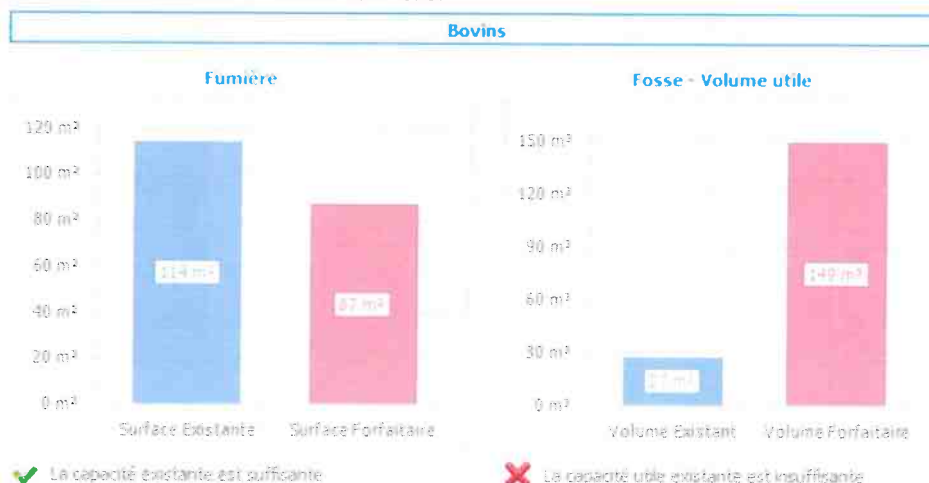 Bovins
Fumière
120 m²
100 m²
80 m²
60 m²
40 m²
20 m²
0 m²
114 m²
87 m²
Surface Existante
Surface Forfaitaire
La capacité existante est suffisante
Fosse - Volume utile
150 m³
120 m³
90 m³
60 m³
30 m³
0 m³
27 m³
149 m³
Volume Existant
Volume Forfaitaire
La capacité utile existante est insuffisante